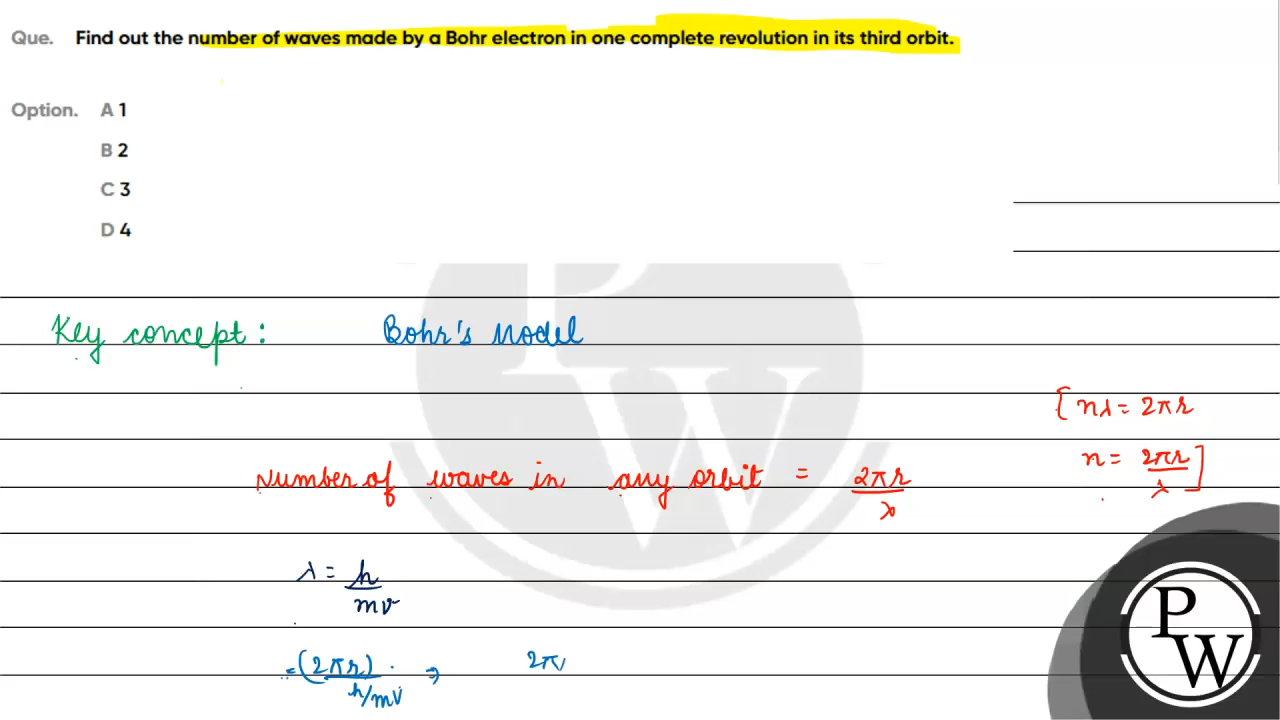 Que. Find out the number of waves made by a Bohr electron in one complete revolution in its third orbit.
Option. A 1
B 2
C 3
D 4
Key concept: Bohr's Model
[nλ = 2πr
Number of waves in any orbit = 2πr/λ
n = 2πr/λ]
λ = h/mv
= (2πr)/h/mv ⇒ 2π
P
W
P
W